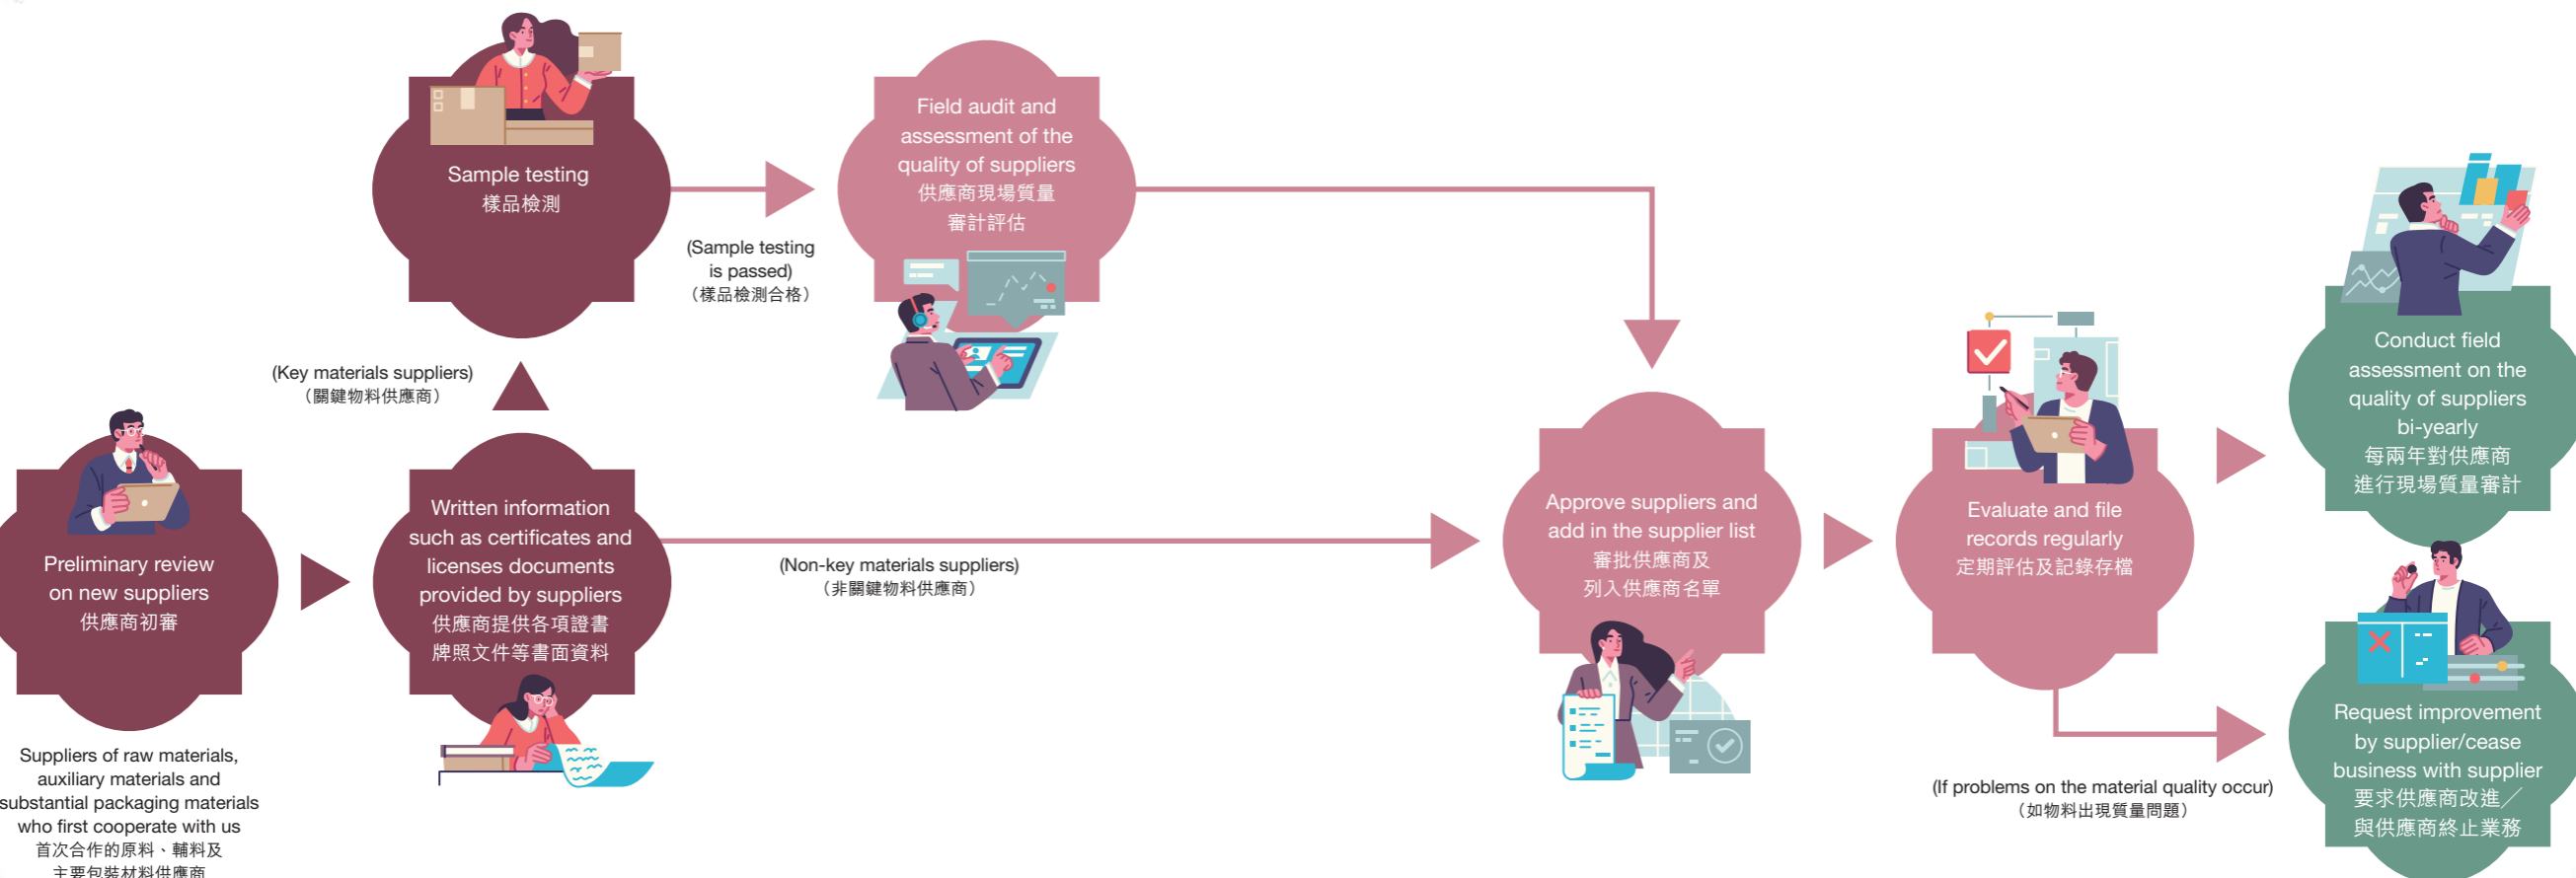 Preliminary review
on new suppliers
供應商初審
Suppliers of raw materials,
auxiliary materials and
substantial packaging materials
who first cooperate with us
首次合作的原料、輔料及
主要包裝材料供應商
Written information
such as certificates and
licenses documents
provided by suppliers
供應商提供各項證書
牌照文件等書面資料
(Key materials suppliers)
（關鍵物料供應商）
Sample testing
樣品檢測
(Sample testing
is passed)
（樣品檢測合格）
Field audit and
assessment of the
quality of suppliers
供應商現場質量
審計評估
(Non-key materials suppliers)
（非關鍵物料供應商）
Approve suppliers and
add in the supplier list
審批供應商及
列入供應商名單
Evaluate and file
records regularly
定期評估及記錄存檔
Conduct field
assessment on the
quality of suppliers
bi-yearly
每兩年對供應商
進行現場質量審計
(If problems on the material quality occur)
（如物料出現質量問題）
Request improvement
by supplier/cease
business with supplier
要求供應商改進／
與供應商終止業務